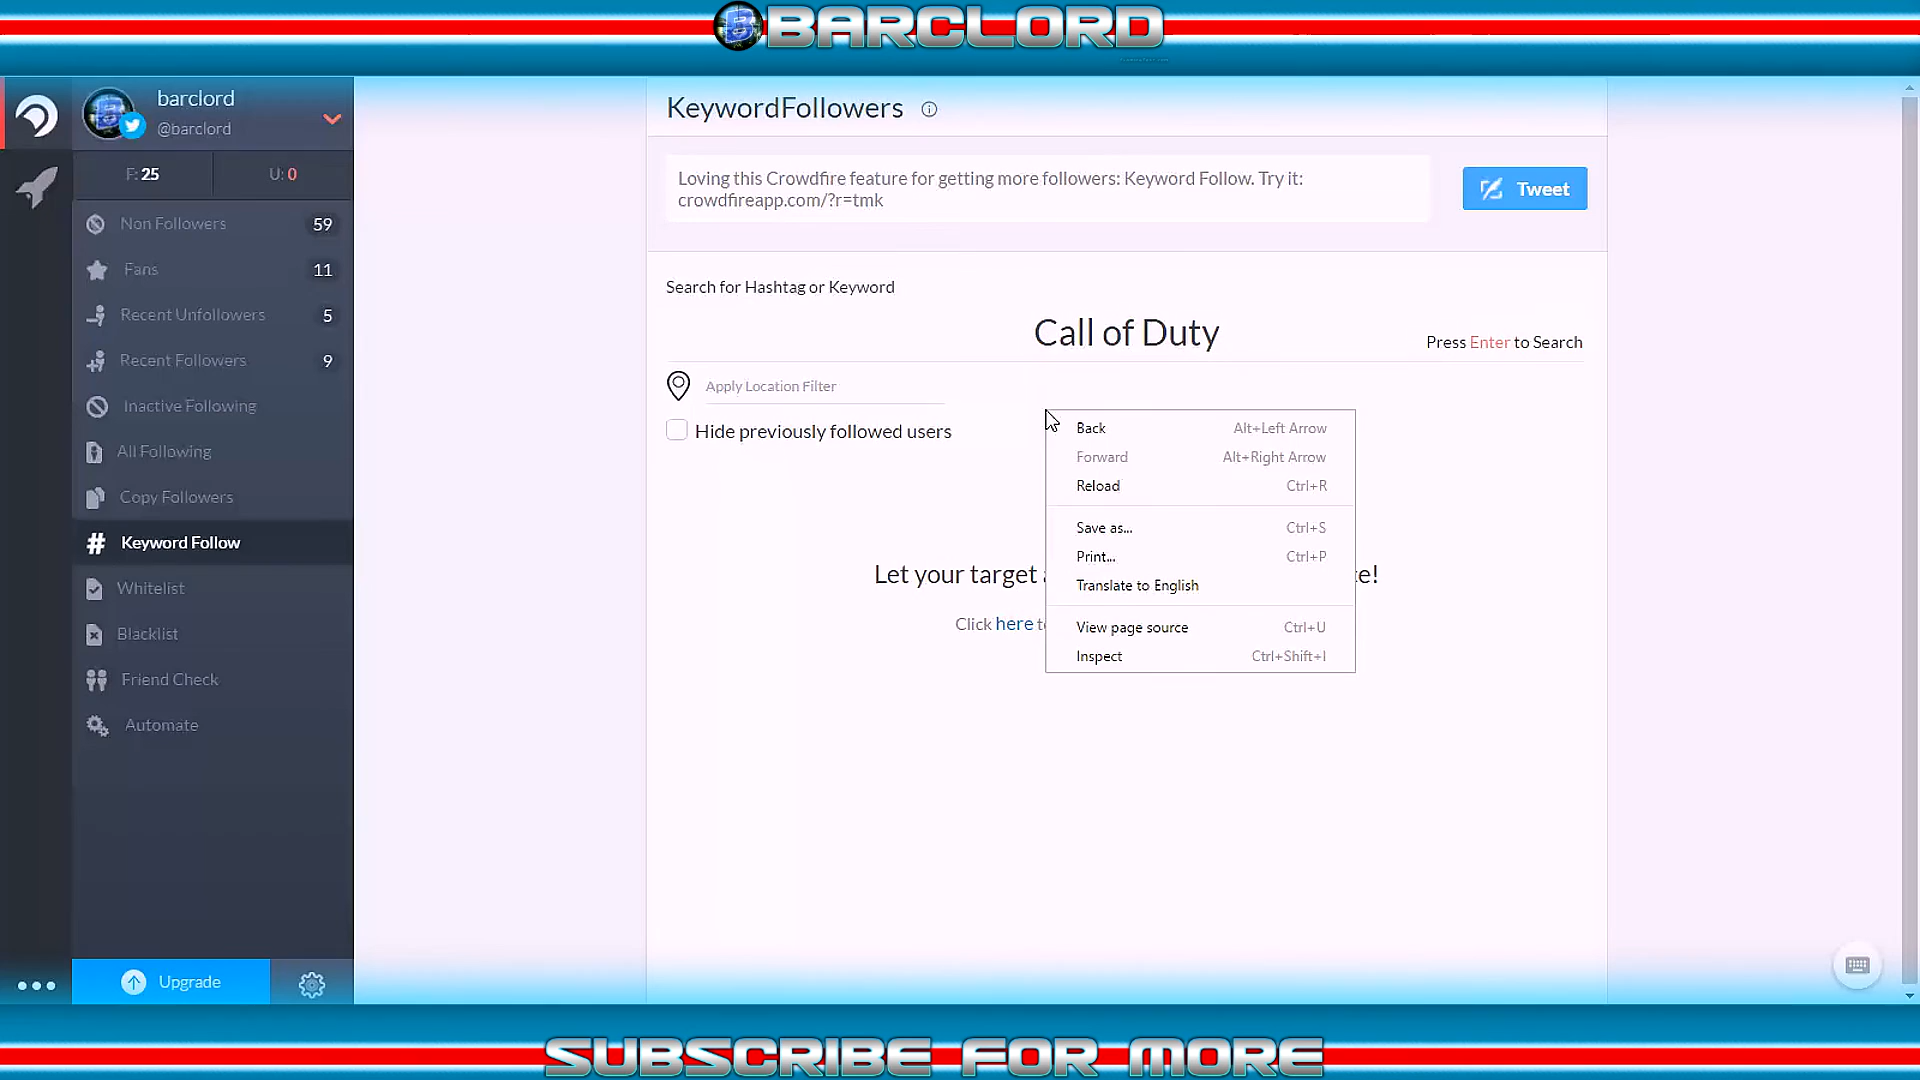 BARCLORD
barclord
@barclord
F: 25
U: 0
Non Followers 59
Fans 11
Recent Unfollowers 5
Recent Followers 9
Inactive Following
All Following
Copy Followers
# Keyword Follow
Whitelist
Blacklist
Friend Check
Automate
Upgrade
KeywordFollowers
Loving this Crowdfire feature for getting more followers: Keyword Follow. Try it:
crowdfireapp.com/?r=tmk
Tweet
Search for Hashtag or Keyword
Call of Duty
Press Enter to Search
Apply Location Filter
Hide previously followed users
Let your target
Click here
Back Alt+Left Arrow
Forward Alt+Right Arrow
Reload Ctrl+R
Save as... Ctrl+S
Print... Ctrl+P
Translate to English
View page source Ctrl+U
Inspect Ctrl+Shift+I
SUBSCRIBE FOR MORE